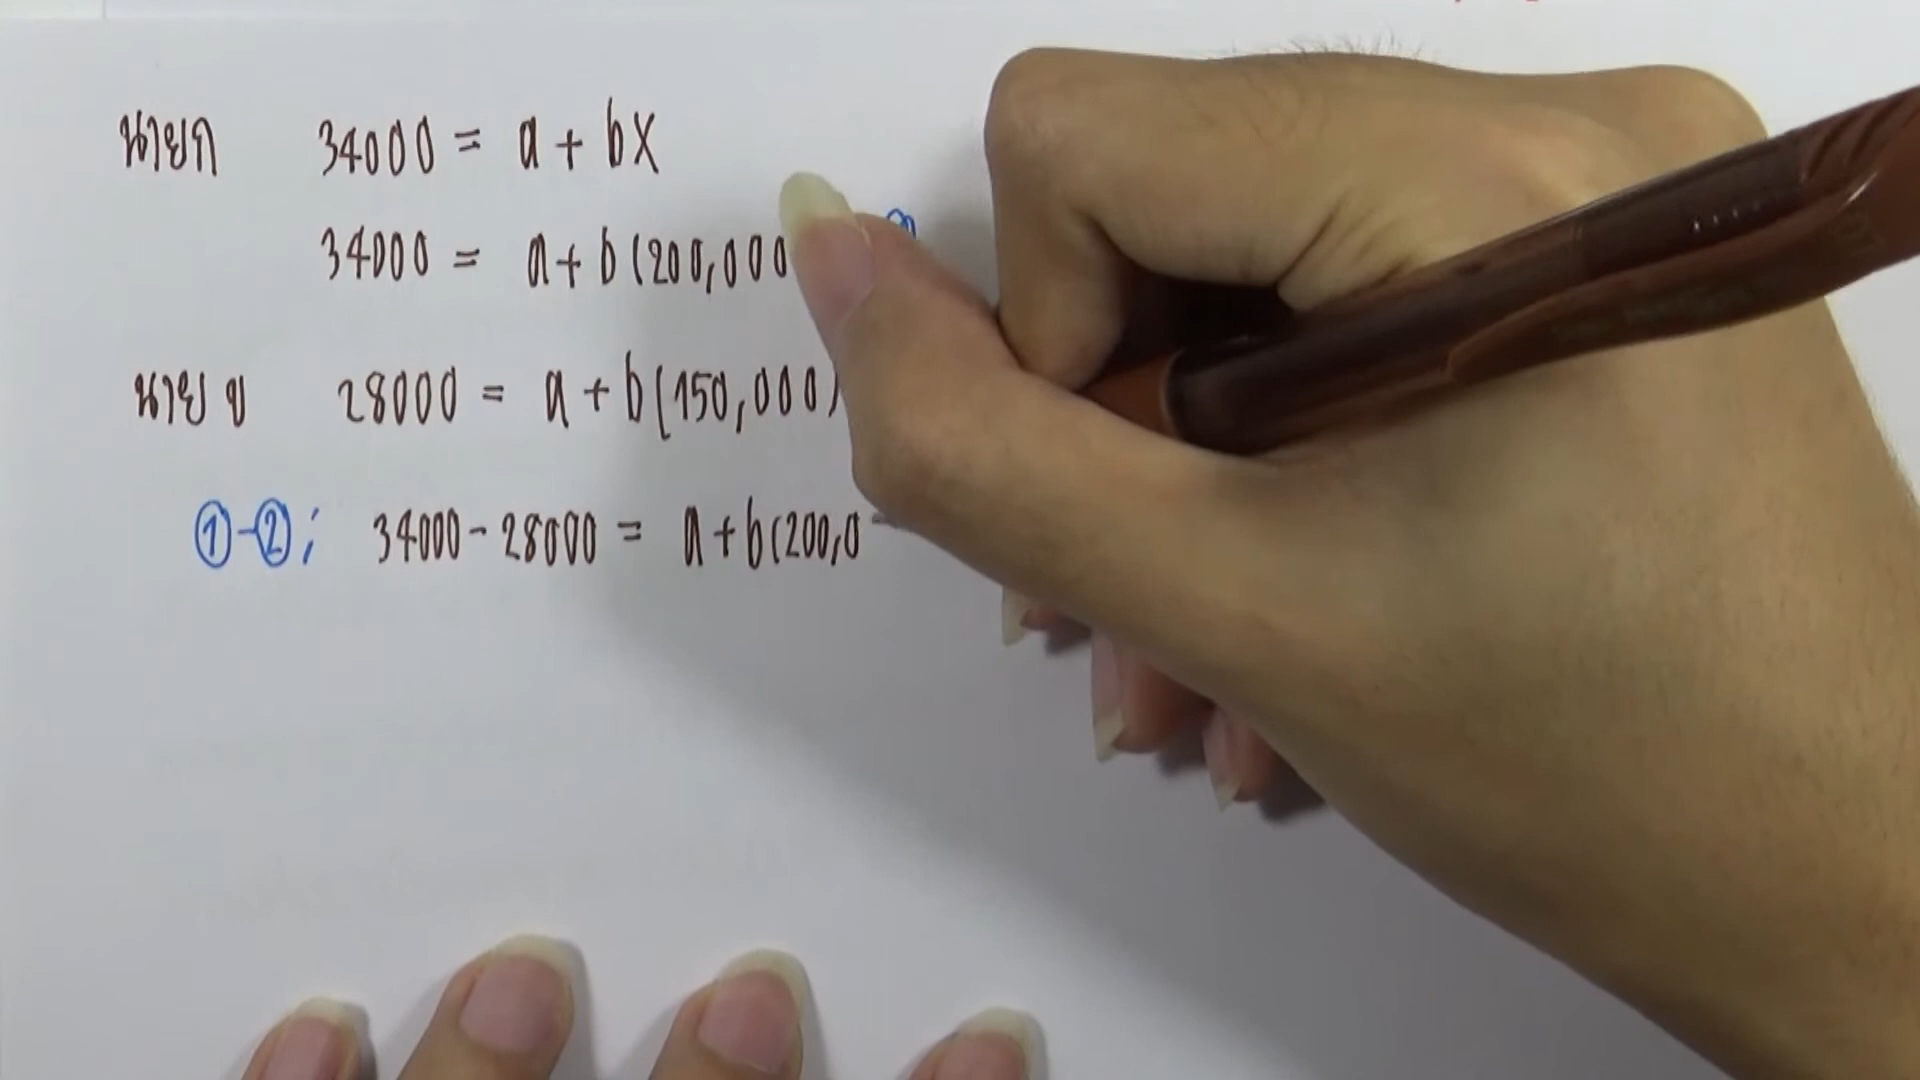 นายก 34000 = a + bX
34000 = a + b (200,000
นาย ข 28000 = a + b (150,000)
①-②; 34000 - 28000 = a + b (200,0